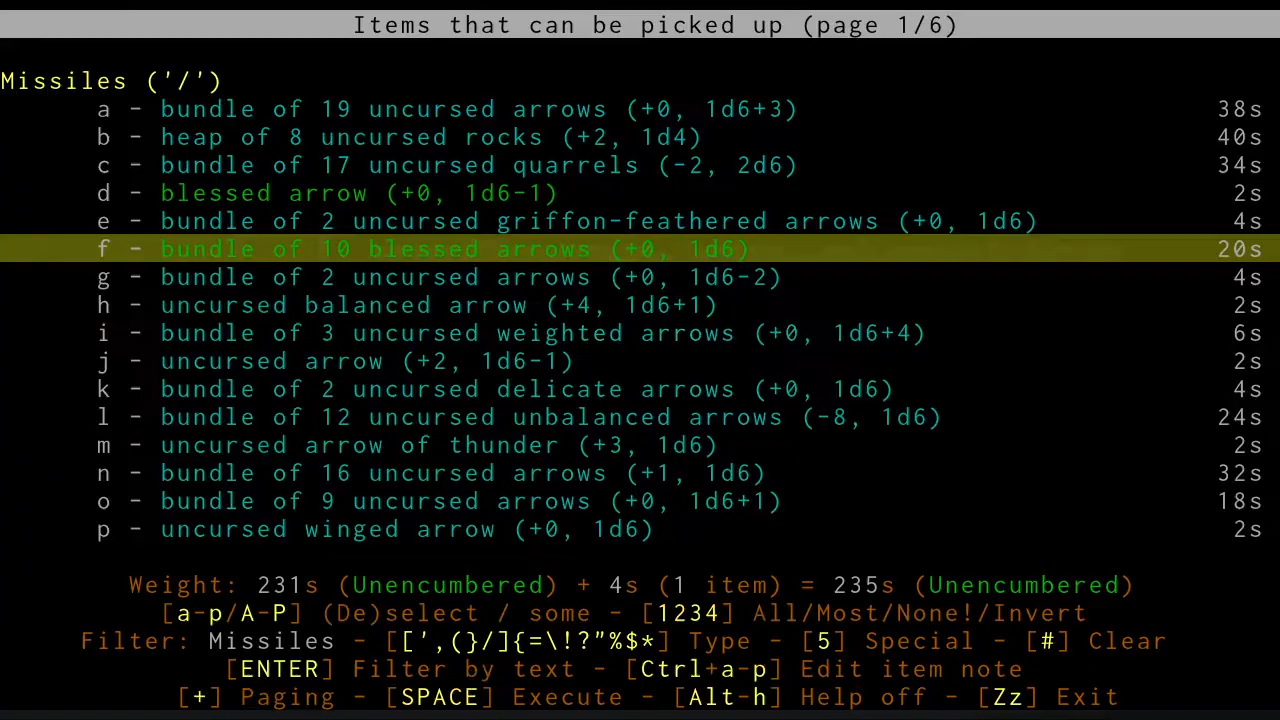 Items that can be picked up (page 1/6)
Missiles ('/')
a - bundle of 19 uncursed arrows (+0, 1d6+3) 38s
b - heap of 8 uncursed rocks (+2, 1d4) 40s
c - bundle of 17 uncursed quarrels (-2, 2d6) 34s
d - blessed arrow (+0, 1d6-1) 2s
e - bundle of 2 uncursed griffon-feathered arrows (+0, 1d6) 4s
f - bundle of 10 blessed arrows (+0, 1d6) 20s
g - bundle of 2 uncursed arrows (+0, 1d6-2) 4s
h - uncursed balanced arrow (+4, 1d6+1) 2s
i - bundle of 3 uncursed weighted arrows (+0, 1d6+4) 6s
j - uncursed arrow (+2, 1d6-1) 2s
k - bundle of 2 uncursed delicate arrows (+0, 1d6) 4s
l - bundle of 12 uncursed unbalanced arrows (-8, 1d6) 24s
m - uncursed arrow of thunder (+3, 1d6) 2s
n - bundle of 16 uncursed arrows (+1, 1d6) 32s
o - bundle of 9 uncursed arrows (+0, 1d6+1) 18s
p - uncursed winged arrow (+0, 1d6) 2s
Weight: 231s (Unencumbered) + 4s (1 item) = 235s (Unencumbered)
[a-p/A-P] (De)select / some - [1234] All/Most/None!/Invert
Filter: Missiles - [[',(}/]{=\!?"%$*] Type - [5] Special - [#] Clear
[ENTER] Filter by text - [Ctrl+a-p] Edit item note
[+] Paging - [SPACE] Execute - [Alt-h] Help off - [Zz] Exit